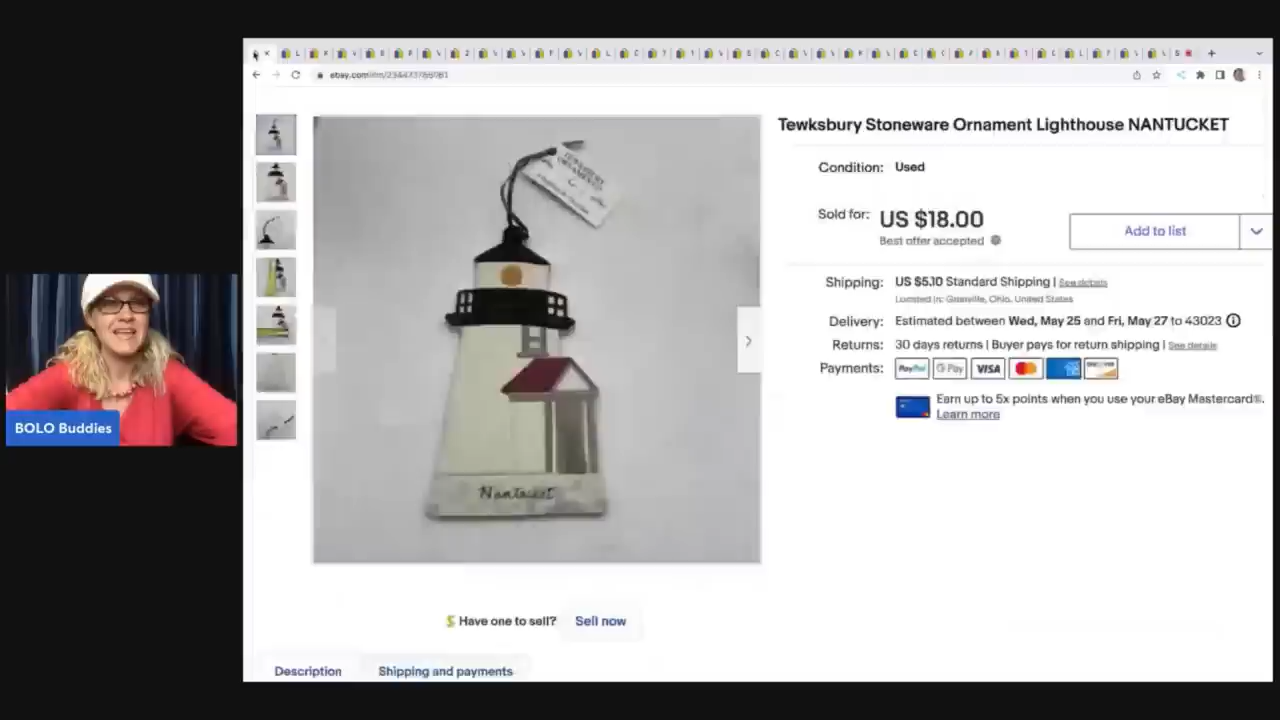 Tewksbury Stoneware Ornament Lighthouse NANTUCKET
Condition: Used
Sold for: US $18.00
Best offer accepted
Add to list
Shipping: US $5.10 Standard Shipping | See details
Located in: Granville, Ohio, United States
Delivery: Estimated between Wed, May 25 and Fri, May 27 to 43023
Returns: 30 days returns | Buyer pays for return shipping | See details
Payments: PayPal G Pay VISA
Earn up to 5x points when you use your eBay Mastercard®.
Learn more
Nantucket
BOLO Buddies
Have one to sell? Sell now
Description Shipping and payments